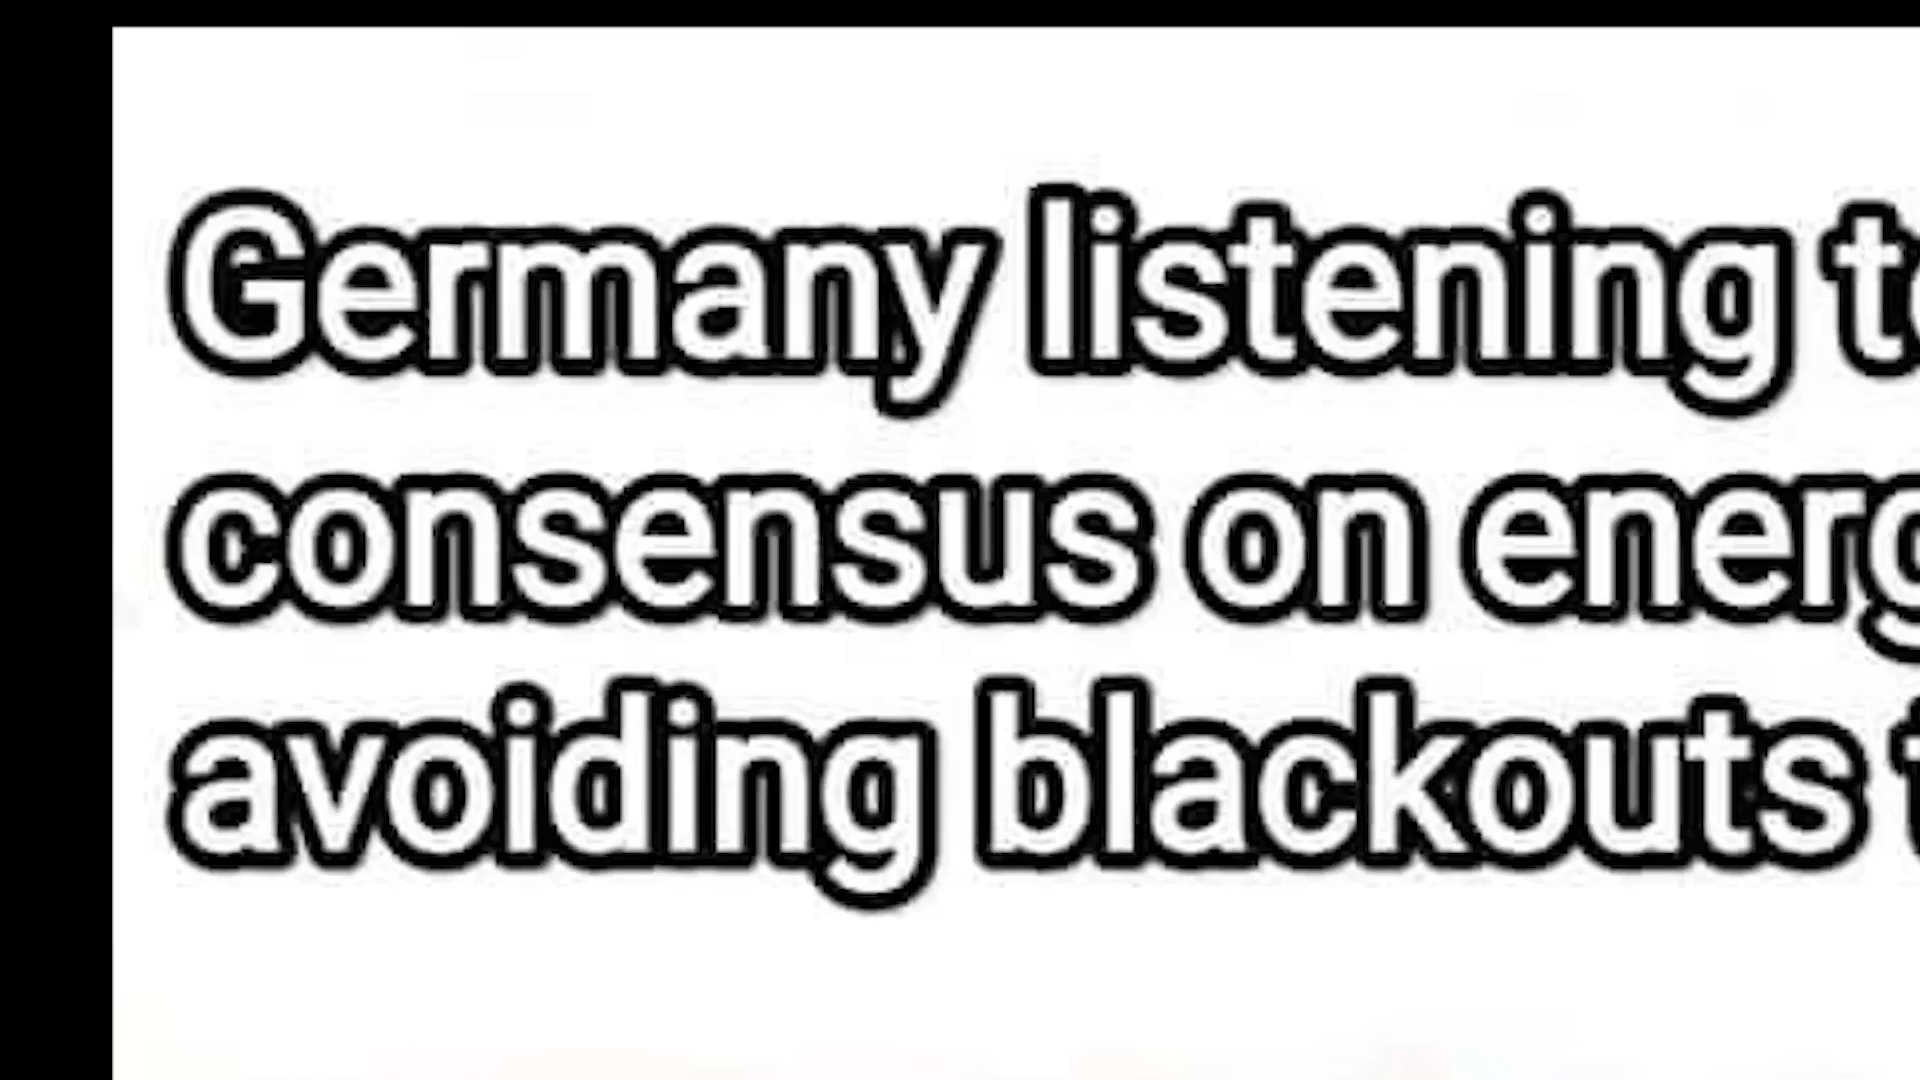 Germany listening
consensus on
avoiding blackouts